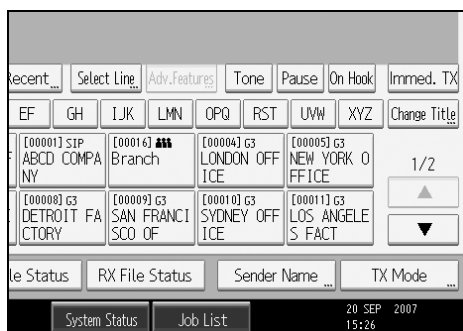 Recent Select Line Adv.Features Tone Pause On Hook Immed. TX
EF GH IJK LMN OPQ RST UVW XYZ Change Title
[00001] SIP [00016] [00004] G3 [00005] G3
ABCD COMPA Branch LONDON OFF NEW YORK O
NY ICE FFICE 1/2
[00008] G3 [00009] G3 [00010] G3 [00011] G3
DETROIT FA SAN FRANCI SYDNEY OFF LOS ANGELE
CTORY SCO OF ICE S FACT
le Status RX File Status Sender Name TX Mode
System Status Job List 20 SEP 2007
15:26